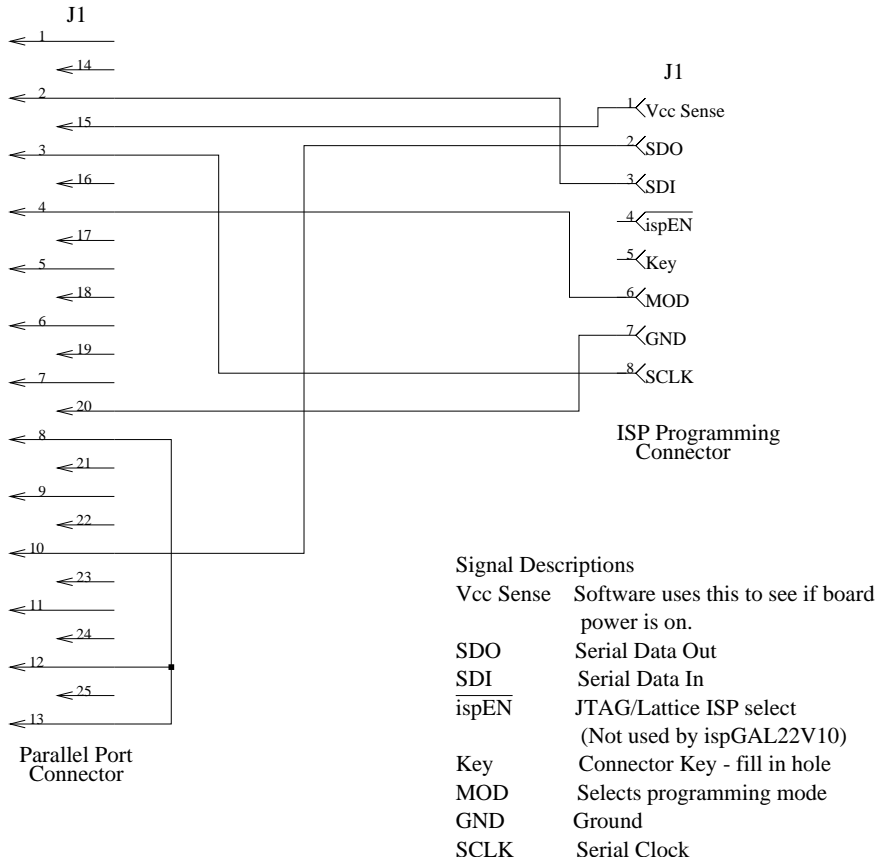 J1
1
14
2
15
3
16
4
17
5
18
6
19
7
20
8
21
9
22
10
23
11
24
12
25
13
Parallel Port
Connector
J1
1 Vcc Sense
2 SDO
3 SDI
4 ispEN
5 Key
6 MOD
7 GND
8 SCLK
ISP Programming
Connector
Signal Descriptions
Vcc Sense Software uses this to see if board
power is on.
SDO Serial Data Out
SDI Serial Data In
ispEN JTAG/Lattice ISP select
(Not used by ispGAL22V10)
Key Connector Key - fill in hole
MOD Selects programming mode
GND Ground
SCLK Serial Clock